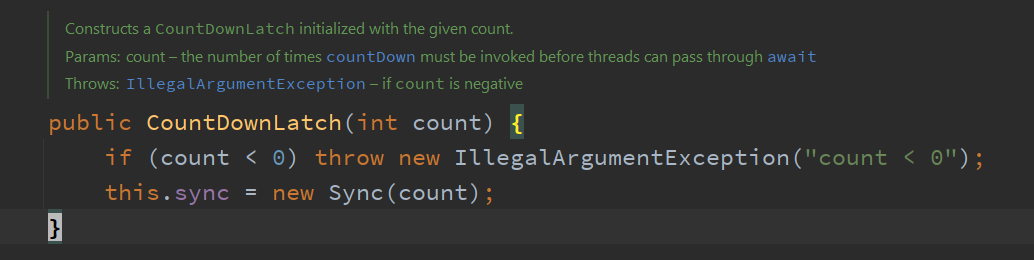 Constructs a CountDownLatch initialized with the given count.
Params: count – the number of times countDown must be invoked before threads can pass through await
Throws: IllegalArgumentException – if count is negative
public CountDownLatch(int count) {
    if (count < 0) throw new IllegalArgumentException("count < 0");
    this.sync = new Sync(count);
}